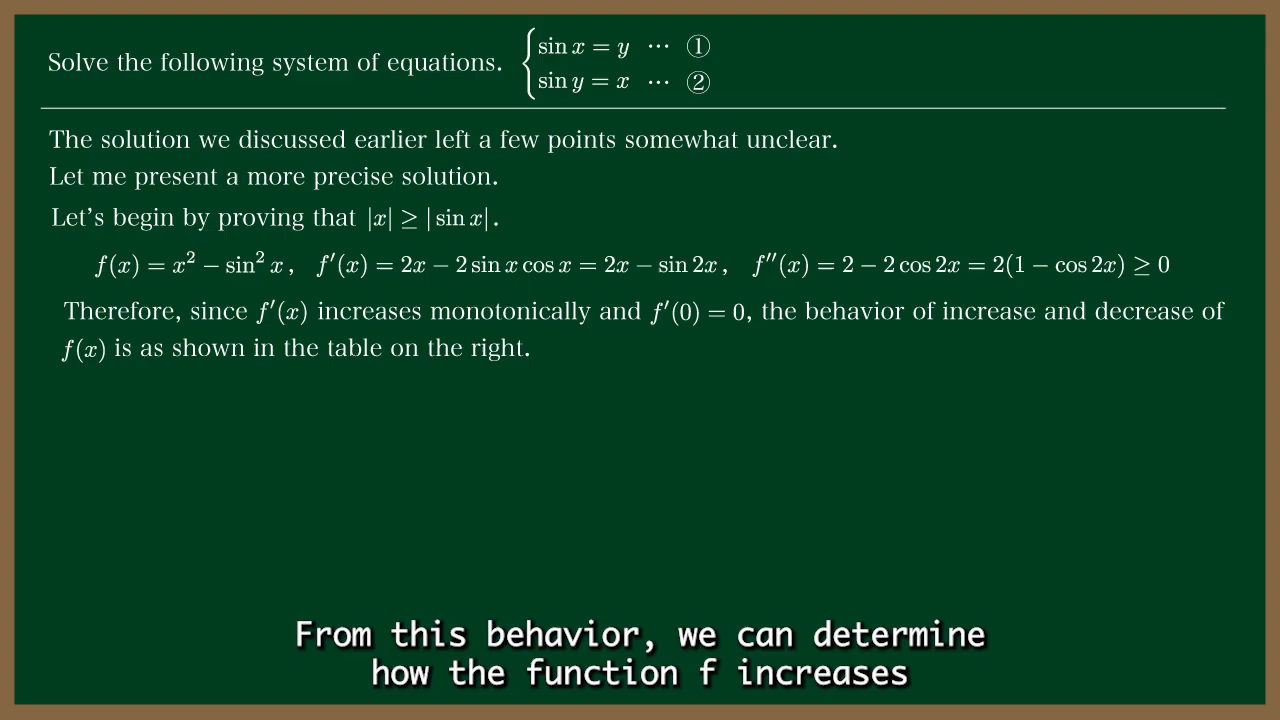 Solve the following system of equations. { sin x = y ⋯ ①
sin y = x ⋯ ②
The solution we discussed earlier left a few points somewhat unclear.
Let me present a more precise solution.
Let's begin by proving that |x| ≥ |sin x|.
f(x) = x² − sin² x, f′(x) = 2x − 2 sin x cos x = 2x − sin 2x, f″(x) = 2 − 2 cos 2x = 2(1 − cos 2x) ≥ 0
Therefore, since f′(x) increases monotonically and f′(0) = 0, the behavior of increase and decrease of
f(x) is as shown in the table on the right.
From this behavior, we can determine
how the function f increases